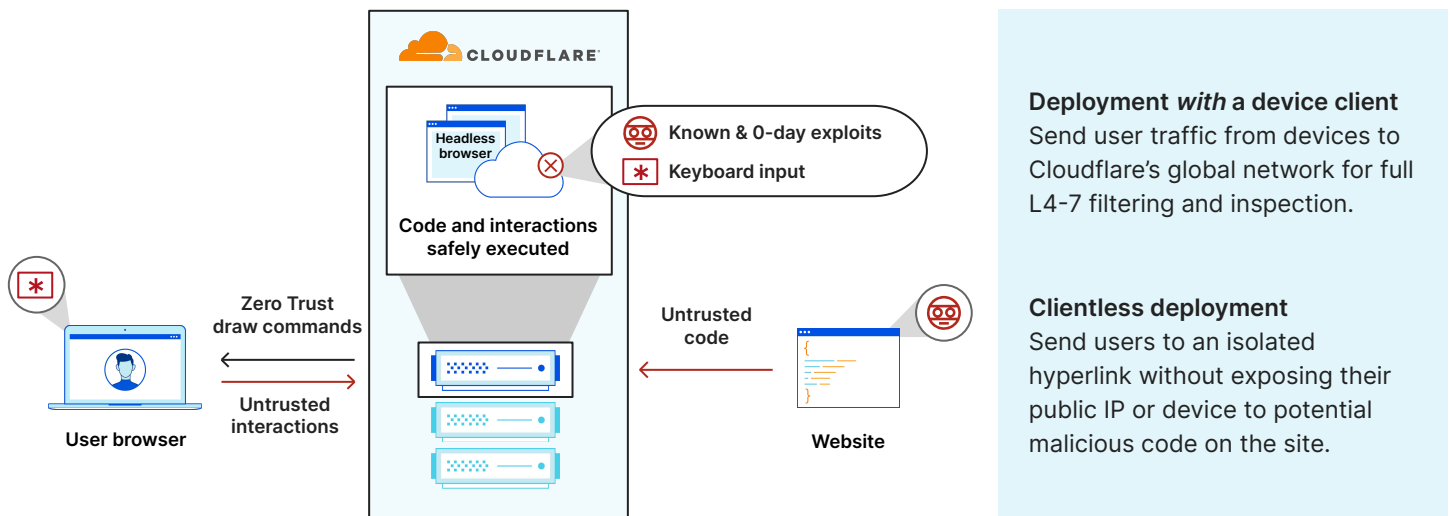 CLOUDFLARE
Headless
browser
Known & 0-day exploits
Keyboard input
Code and interactions
safely executed
Zero Trust
draw commands
Untrusted
interactions
User browser
Untrusted
code
{
}
Website
Deployment with a device client
Send user traffic from devices to
Cloudflare’s global network for full
L4-7 filtering and inspection.
Clientless deployment
Send users to an isolated
hyperlink without exposing their
public IP or device to potential
malicious code on the site.